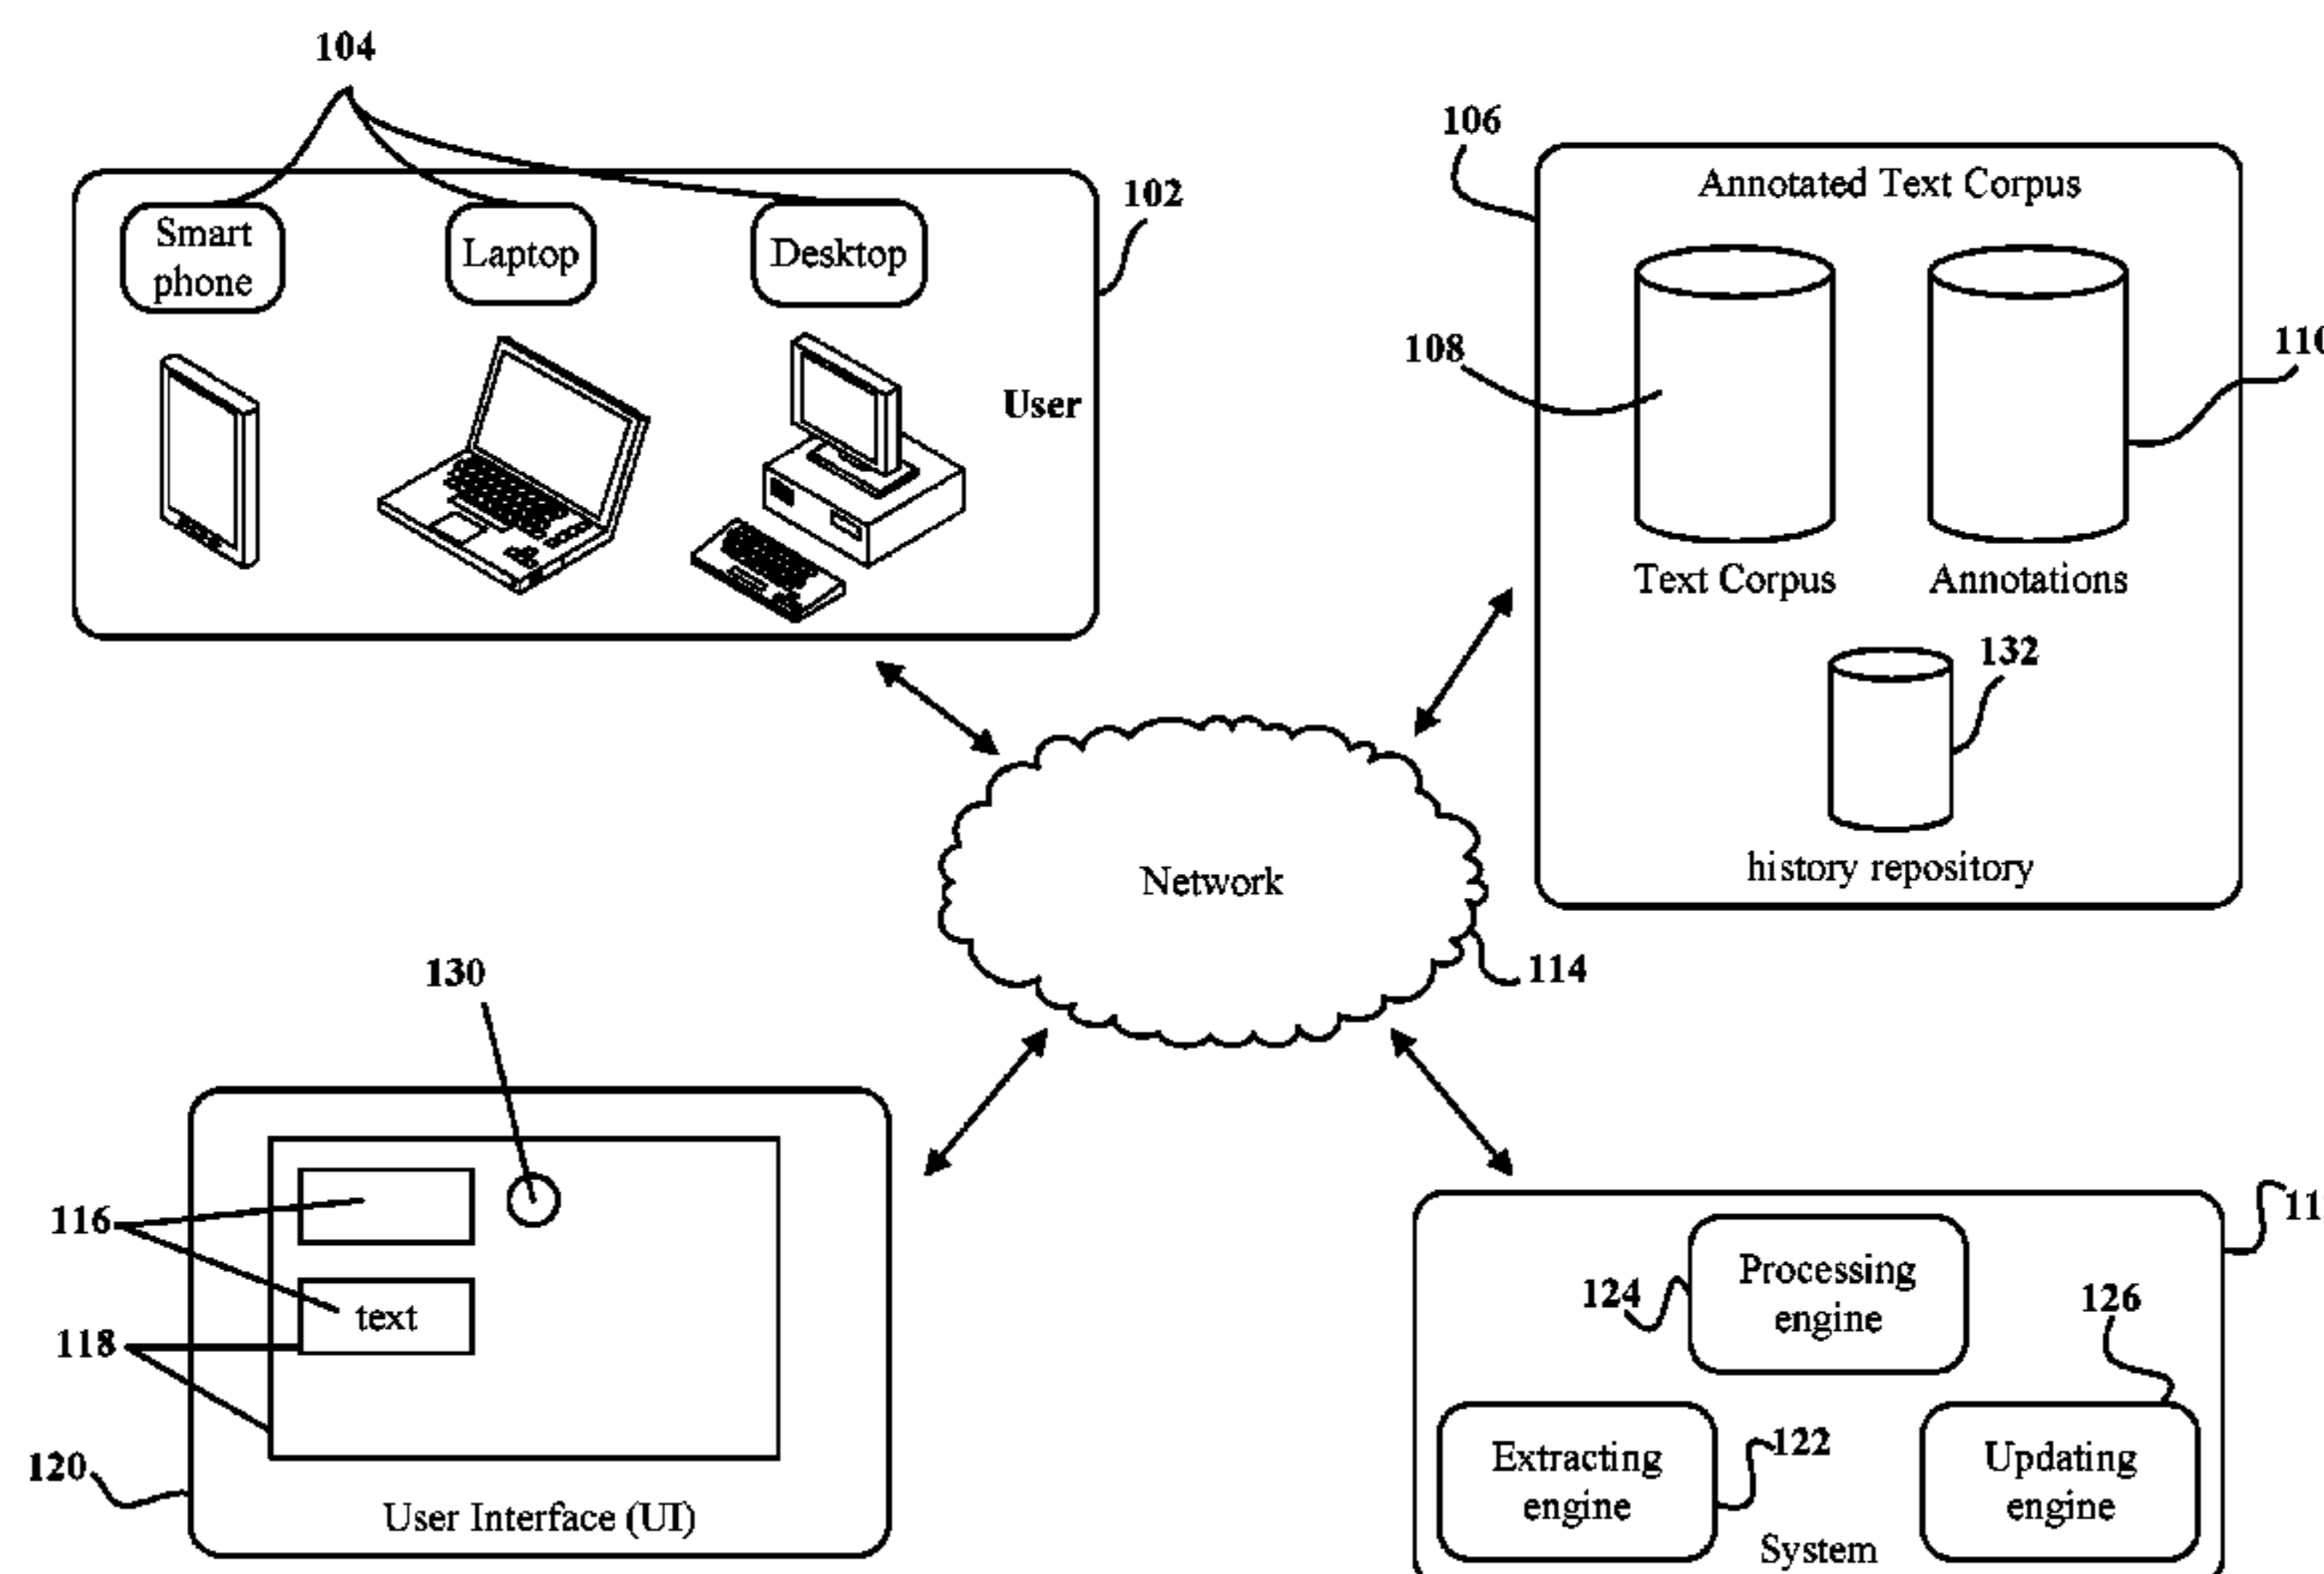 104
106
Annotated Text Corpus
102
Smart
phone
Laptop
Desktop
108
110
User
Text Corpus
Annotations
132
history repository
Network
114
130
116
text
118
120
User Interface (UI)
11
124
Processing
engine
126
Extracting
engine
122
Updating
engine
System